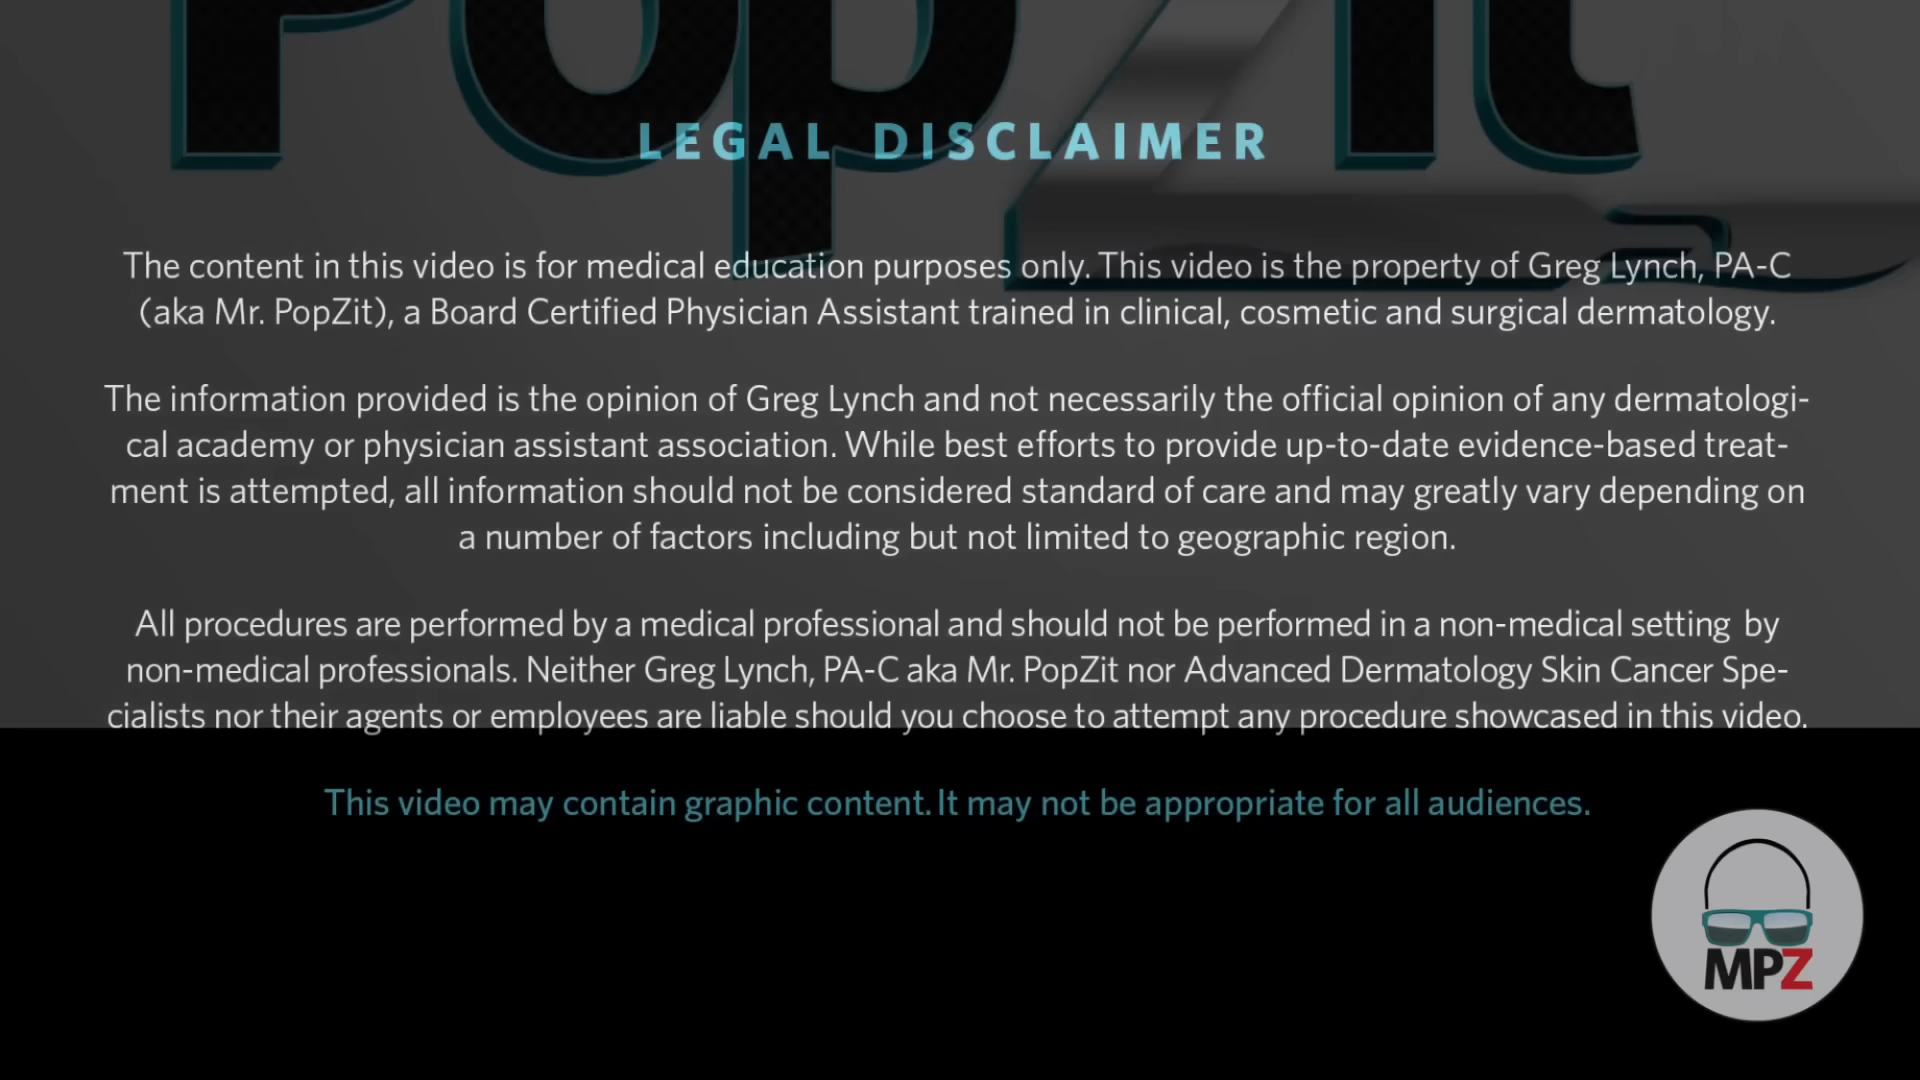 PopZit
LEGAL DISCLAIMER
The content in this video is for medical education purposes only. This video is the property of Greg Lynch, PA-C
(aka Mr. PopZit), a Board Certified Physician Assistant trained in clinical, cosmetic and surgical dermatology.
The information provided is the opinion of Greg Lynch and not necessarily the official opinion of any dermatologi-
cal academy or physician assistant association. While best efforts to provide up-to-date evidence-based treat-
ment is attempted, all information should not be considered standard of care and may greatly vary depending on
a number of factors including but not limited to geographic region.
All procedures are performed by a medical professional and should not be performed in a non-medical setting by
non-medical professionals. Neither Greg Lynch, PA-C aka Mr. PopZit nor Advanced Dermatology Skin Cancer Spe-
cialists nor their agents or employees are liable should you choose to attempt any procedure showcased in this video.
This video may contain graphic content. It may not be appropriate for all audiences.
MPZ